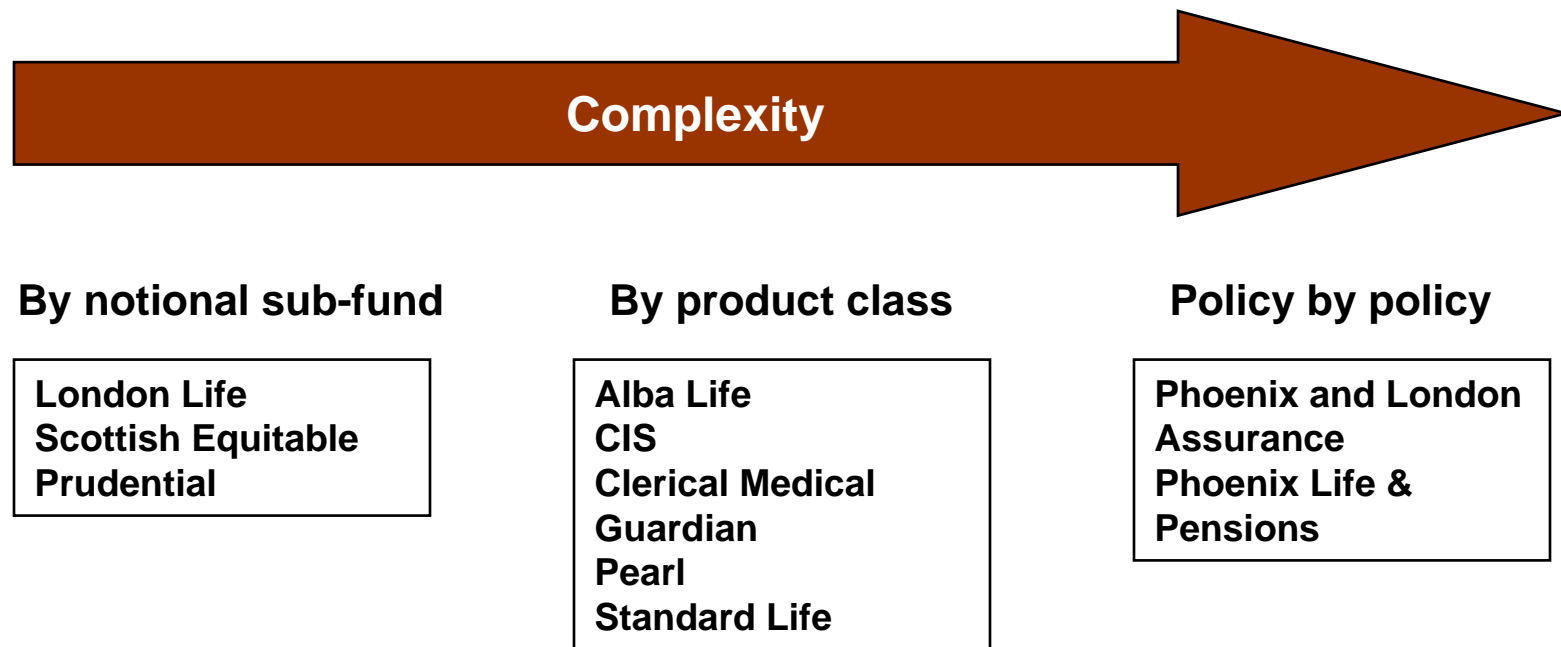 Complexity
By notional sub-fund
London Life
Scottish Equitable
Prudential
By product class
Alba Life
CIS
Clerical Medical
Guardian
Pearl
Standard Life
Policy by policy
Phoenix and London
Assurance
Phoenix Life &
Pensions